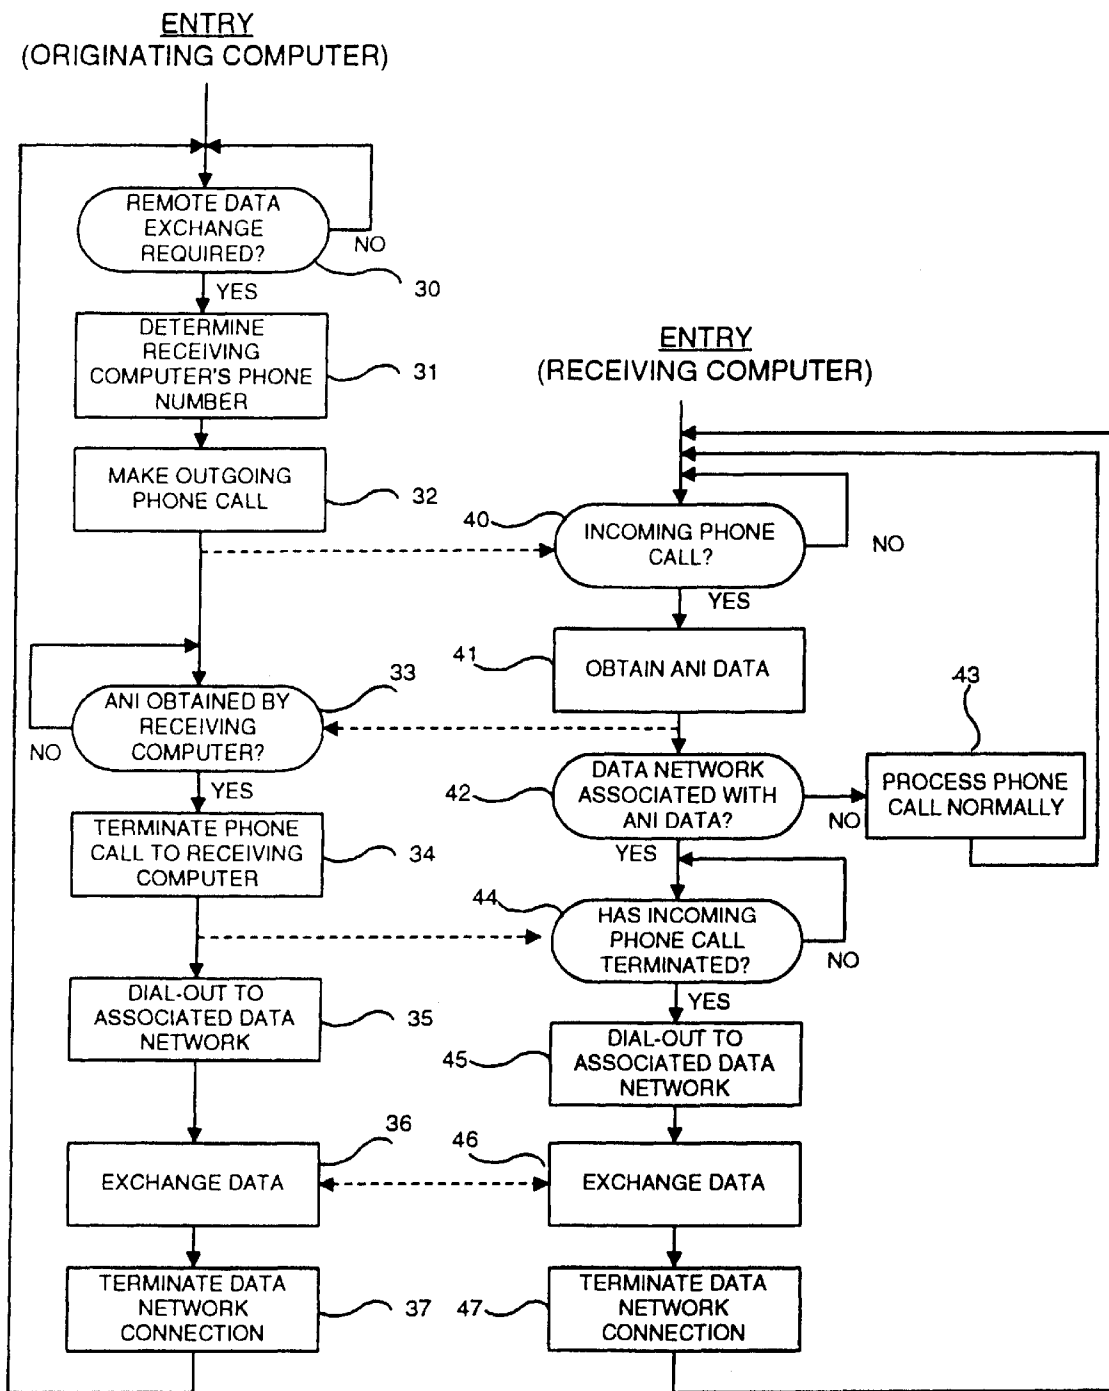 ENTRY
(ORIGINATING COMPUTER)
REMOTE DATA
EXCHANGE
REQUIRED?
NO
30
YES
DETERMINE
RECEIVING
COMPUTER'S PHONE
NUMBER
31
MAKE OUTGOING
PHONE CALL
32
ANI OBTAINED BY
RECEIVING
COMPUTER?
33
NO
YES
TERMINATE PHONE
CALL TO RECEIVING
COMPUTER
34
DIAL-OUT TO
ASSOCIATED DATA
NETWORK
35
36
EXCHANGE DATA
TERMINATE DATA
NETWORK
CONNECTION
37
ENTRY
(RECEIVING COMPUTER)
40
INCOMING PHONE
CALL?
NO
YES
41
OBTAIN ANI DATA
42
DATA NETWORK
ASSOCIATED WITH
ANI DATA?
NO
43
PROCESS PHONE
CALL NORMALLY
YES
44
HAS INCOMING
PHONE CALL
TERMINATED?
NO
YES
45
DIAL-OUT TO
ASSOCIATED DATA
NETWORK
46
EXCHANGE DATA
47
TERMINATE DATA
NETWORK
CONNECTION